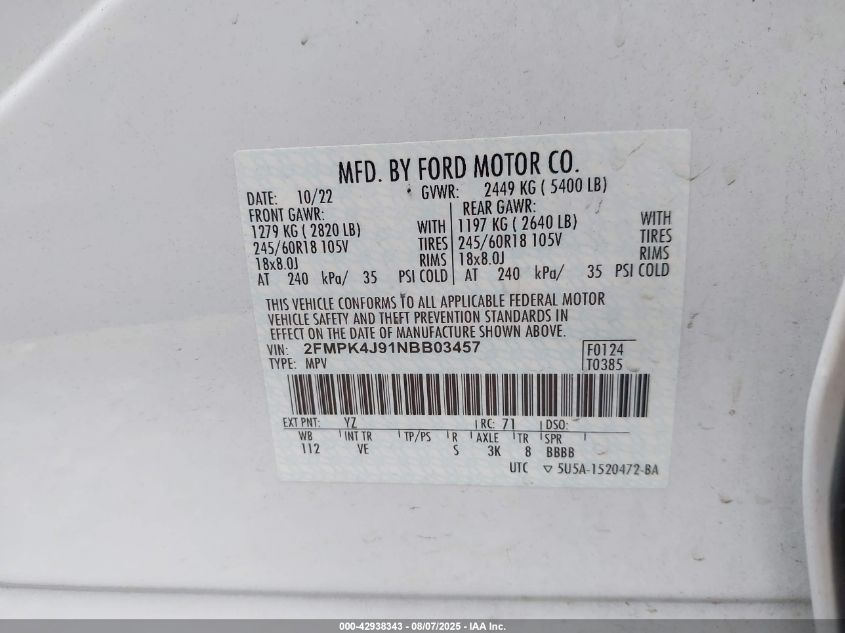 MFD. BY FORD MOTOR CO.
DATE: 10/22 GVWR: 2449 KG ( 5400 LB)
FRONT GAWR: REAR GAWR:
1279 KG ( 2820 LB) WITH 1197 KG ( 2640 LB) WITH
245/60R18 105V TIRES 245/60R18 105V TIRES
18x8.0J RIMS 18x8.0J RIMS
AT 240 kPa/ 35 PSI COLD AT 240 kPa/ 35 PSI COLD
THIS VEHICLE CONFORMS TO ALL APPLICABLE FEDERAL MOTOR
VEHICLE SAFETY AND THEFT PREVENTION STANDARDS IN
EFFECT ON THE DATE OF MANUFACTURE SHOWN ABOVE.
VIN: 2FMPK4J91NBB03457 F0124
TYPE: MPV T0385
EXT PNT: YZ RC: 71 DSO:
WB INT TR TP/PS R AXLE TR SPR
112 VE S 3K 8 BBBB
UTC ▽ 5U5A-1520472-BA
000-42938343 - 08/07/2025 - IAA Inc.